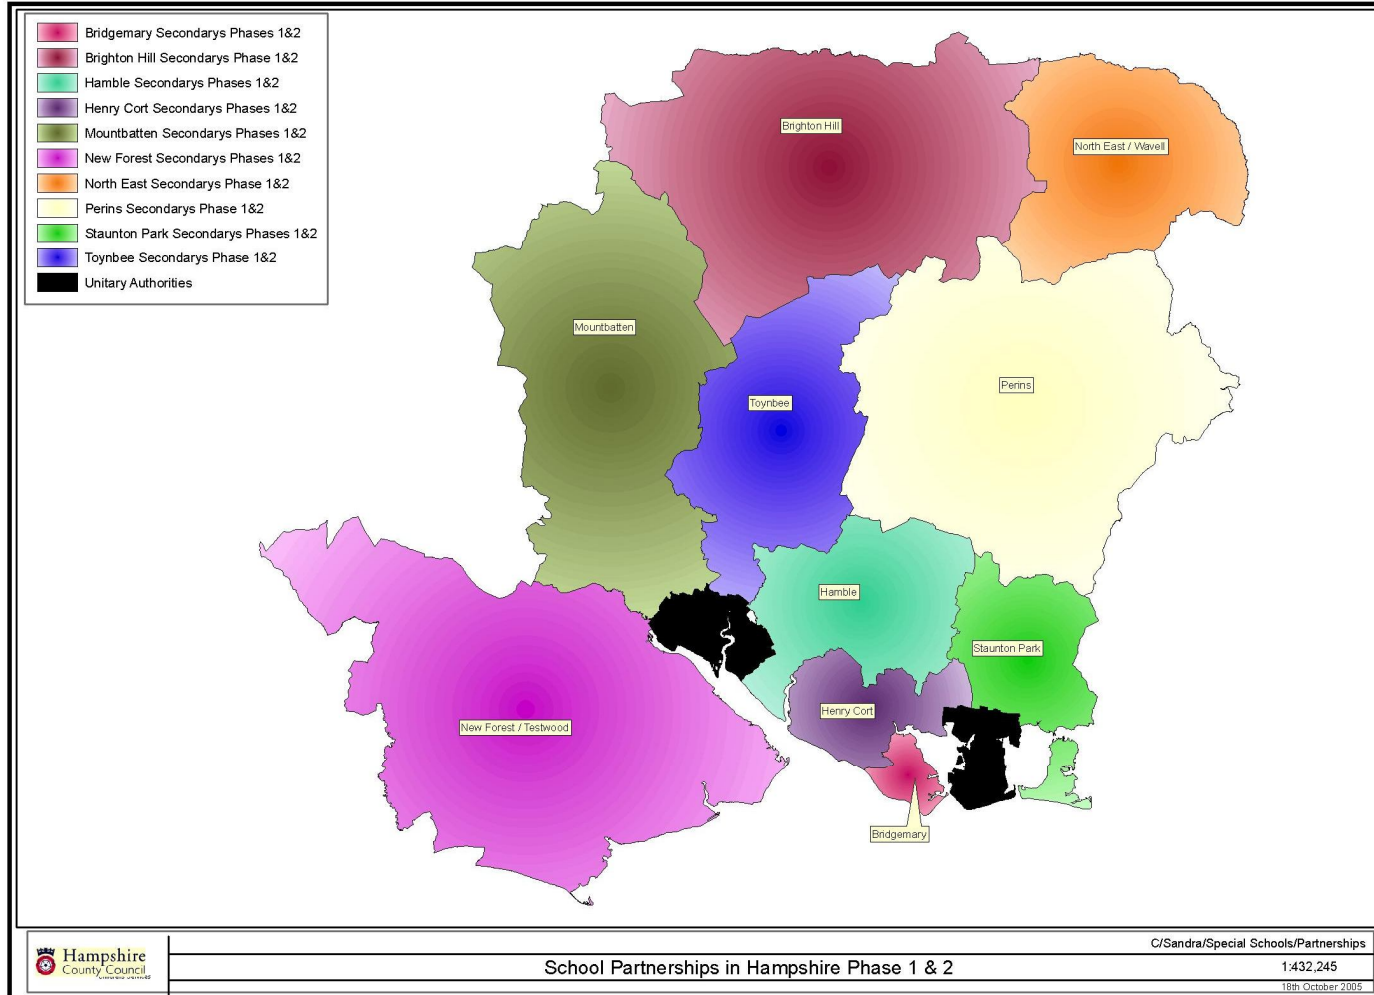 Bridgemary Secondarys Phases 1&2
Brighton Hill Secondarys Phase 1&2
Hamble Secondarys Phases 1&2
Henry Cort Secondarys Phases 1&2
Mountbatten Secondarys Phases 1&2
New Forest Secondarys Phases 1&2
North East Secondarys Phase 1&2
Perins Secondarys Phase 1&2
Staunton Park Secondarys Phases 1&2
Toynbee Secondarys Phase 1&2
Unitary Authorities
Brighton Hill
North East / Wavell
Mountbatten
Perins
Toynbee
Hamble
Staunton Park
Henry Cort
New Forest / Testwood
Bridgemary
Hampshire
County Council
School Partnerships in Hampshire Phase 1 & 2
C/Sandra/Special Schools/Partnerships
1:432,245
18th October 2005